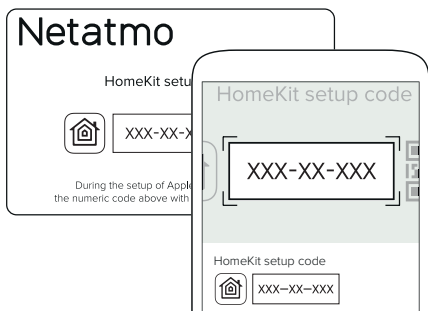 Netatmo
HomeKit setu
XXX-XX-X
During the setup of Apple
the numeric code above with
HomeKit setup code
XXX-XX-XXX
HomeKit setup code
XXX–XX–XXX